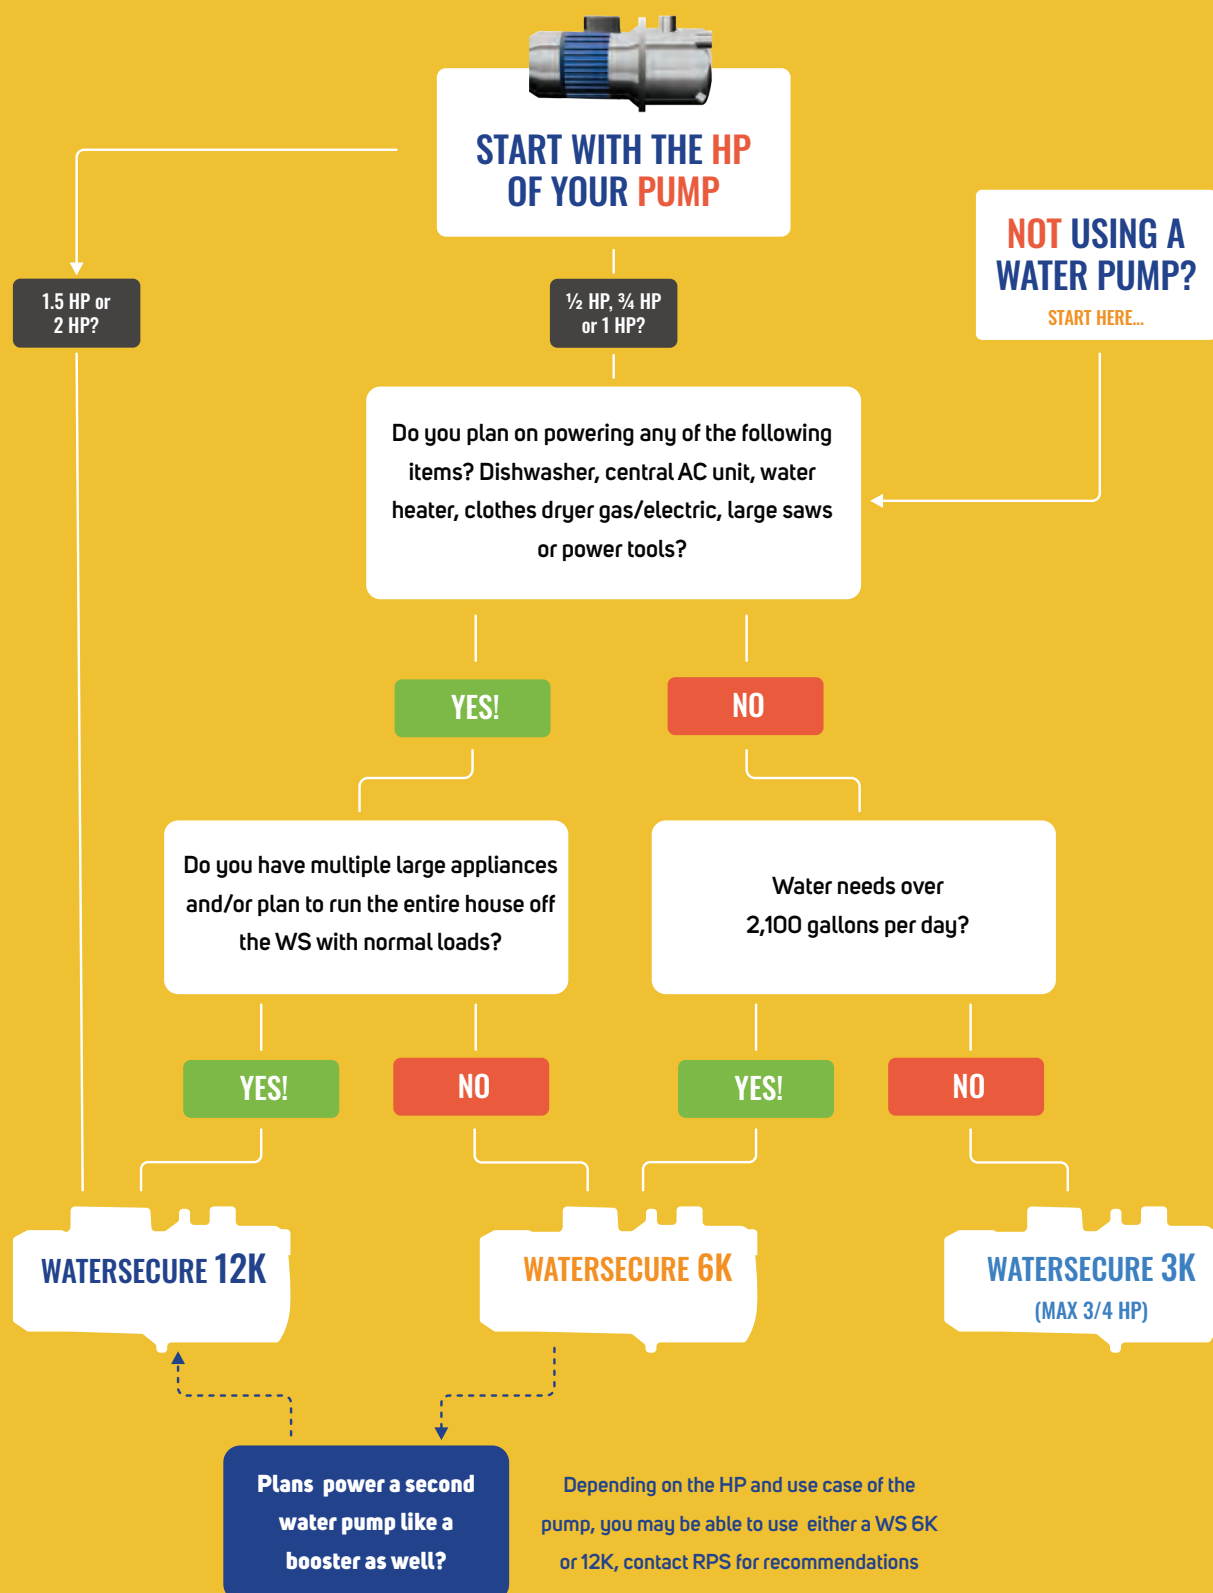 START WITH THE HP
OF YOUR PUMP
NOT USING A
WATER PUMP?
START HERE...
1.5 HP or
2 HP?
½ HP, ¾ HP
or 1 HP?
Do you plan on powering any of the following
items? Dishwasher, central AC unit, water
heater, clothes dryer gas/electric, large saws
or power tools?
YES!
NO
Do you have multiple large appliances
and/or plan to run the entire house off
the WS with normal loads?
Water needs over
2,100 gallons per day?
YES!
NO
YES!
NO
WATERSECURE 12K
WATERSECURE 6K
WATERSECURE 3K
(MAX 3/4 HP)
Plans power a second
water pump like a
booster as well?
Depending on the HP and use case of the
pump, you may be able to use either a WS 6K
or 12K, contact RPS for recommendations